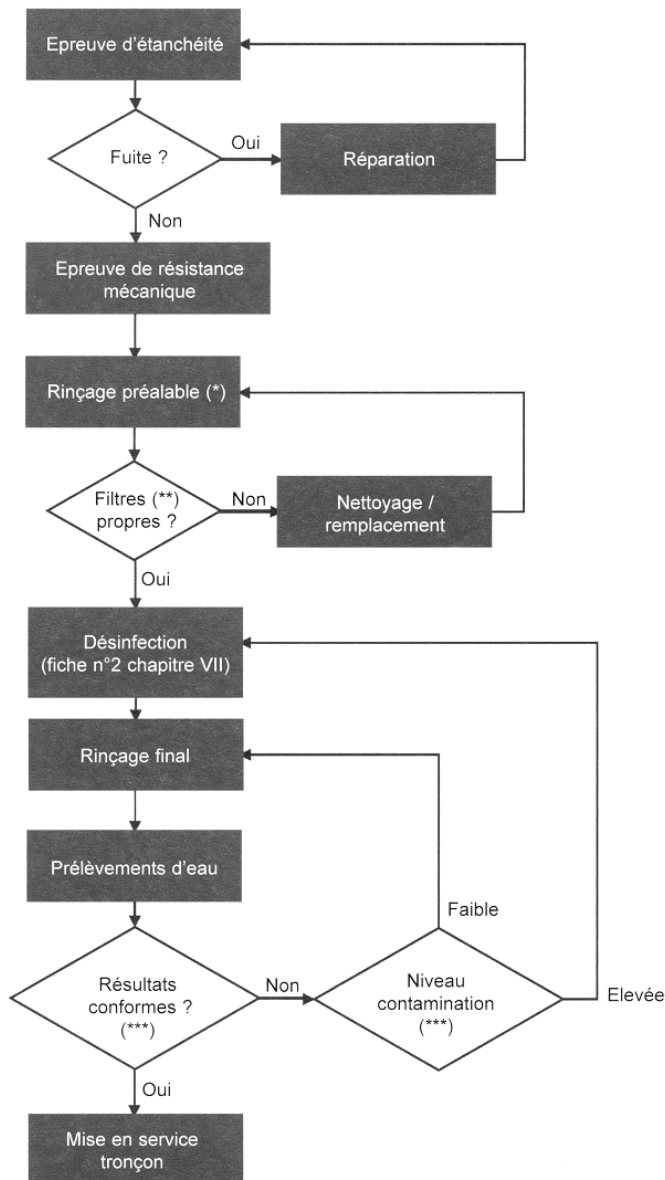 Epreuve d'étanchéité
Fuite ?
Oui
Réparation
Non
Epreuve de résistance
mécanique
Rinçage préalable (*)
Filtres (**)
propres ?
Non
Nettoyage /
remplacement
Oui
Désinfection
(fiche n°2 chapitre VII)
Rinçage final
Prélèvements d'eau
Faible
Résultats
conformes ?
(***)
Non
Niveau
contamination
(***)
Elevée
Oui
Mise en service
tronçon